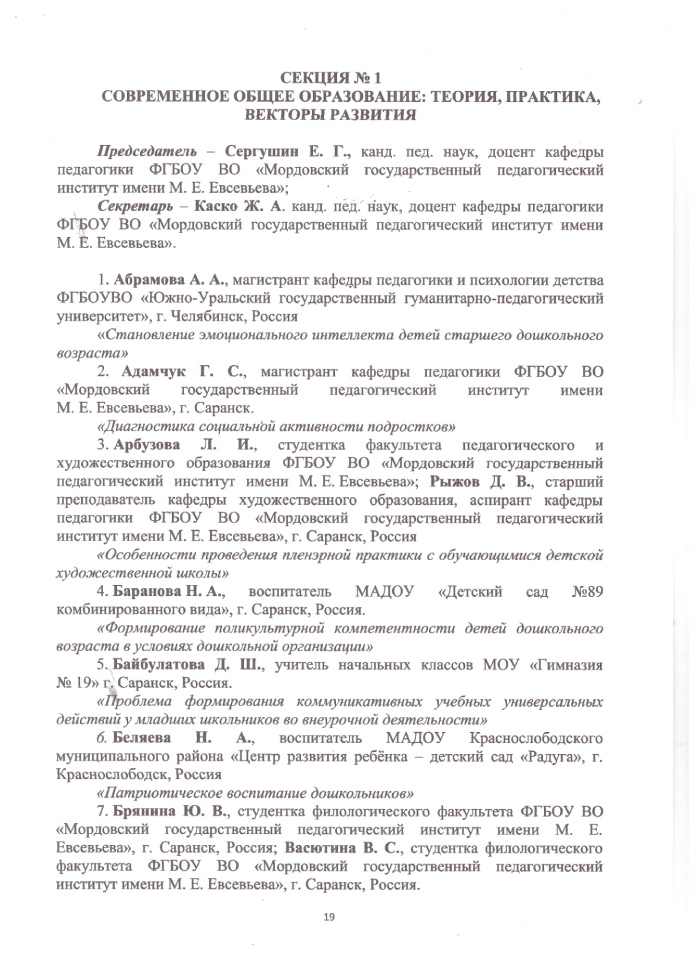 СЕКЦИЯ № 1
СОВРЕМЕННОЕ ОБЩЕЕ ОБРАЗОВАНИЕ: ТЕОРИЯ, ПРАКТИКА,
ВЕКТОРЫ РАЗВИТИЯ
Председатель – Сергушин Е. Г., канд. пед. наук, доцент кафедры
педагогики ФГБОУ ВО «Мордовский государственный педагогический
институт имени М. Е. Евсевьева»;
Секретарь – Каско Ж. А. канд. пед. наук, доцент кафедры педагогики
ФГБОУ ВО «Мордовский государственный педагогический институт имени
М. Е. Евсевьева».
1. Абрамова А. А., магистрант кафедры педагогики и психологии детства
ФГБОУВО «Южно-Уральский государственный гуманитарно-педагогический
университет», г. Челябинск, Россия
«Становление эмоционального интеллекта детей старшего дошкольного
возраста»
2. Адамчук Г. С., магистрант кафедры педагогики ФГБОУ ВО
«Мордовский государственный педагогический институт имени
М. Е. Евсевьева», г. Саранск.
«Диагностика социальной активности подростков»
3. Арбузова Л. И., студентка факультета педагогического и
художественного образования ФГБОУ ВО «Мордовский государственный
педагогический институт имени М. Е. Евсевьева»; Рыжов Д. В., старший
преподаватель кафедры художественного образования, аспирант кафедры
педагогики ФГБОУ ВО «Мордовский государственный педагогический
институт имени М. Е. Евсевьева», г. Саранск, Россия
«Особенности проведения пленэрной практики с обучающимися детской
художественной школы»
4. Баранова Н. А., воспитатель МАДОУ «Детский сад №89
комбинированного вида», г. Саранск, Россия.
«Формирование поликультурной компетентности детей дошкольного
возраста в условиях дошкольной организации»
5. Байбулатова Д. Ш., учитель начальных классов МОУ «Гимназия
№ 19» г. Саранск, Россия.
«Проблема формирования коммуникативных учебных универсальных
действий у младших школьников во внеурочной деятельности»
6. Беляева Н. А., воспитатель МАДОУ Краснослободского
муниципального района «Центр развития ребёнка – детский сад «Радуга», г.
Краснослободск, Россия
«Патриотическое воспитание дошкольников»
7. Брянина Ю. В., студентка филологического факультета ФГБОУ ВО
«Мордовский государственный педагогический институт имени М. Е.
Евсевьева», г. Саранск, Россия; Васютина В. С., студентка филологического
факультета ФГБОУ ВО «Мордовский государственный педагогический
институт имени М. Е. Евсевьева», г. Саранск, Россия.
19